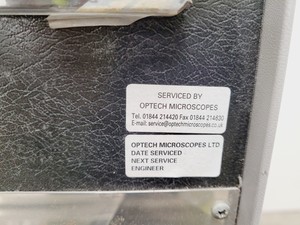 SERVICED BY
OPTECH MICROSCOPES
Tel. 01844 214420 Fax 01844 214630
E-mail: service@optechmicroscopes.co.uk
OPTECH MICROSCOPES LTD
DATE SERVICED
NEXT SERVICE
ENGINEER